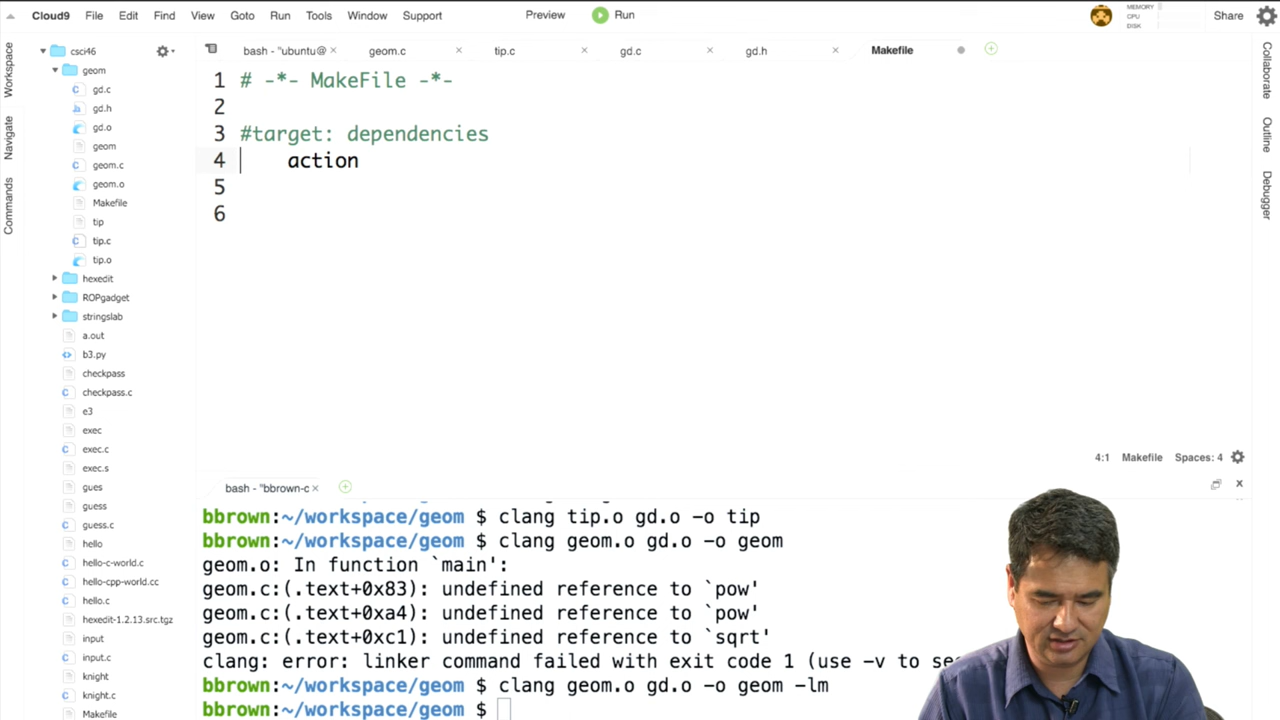 Cloud9 File Edit Find View Goto Run Tools Window Support Preview Run MEMORY CPU DISK Share
Workspace
Navigate
Commands
csci46
geom
gd.c
gd.h
gd.o
geom
geom.c
geom.o
Makefile
tip
tip.c
tip.o
hexedit
ROPgadget
stringslab
a.out
b3.py
checkpass
checkpass.c
e3
exec
exec.c
exec.s
gues
guess
guess.c
hello
hello-c-world.c
hello-cpp-world.cc
hello.c
hexedit-1.2.13.src.tgz
input
input.c
knight
knight.c
Makefile
bash - "ubuntu@ geom.c tip.c gd.c gd.h Makefile
1 # -*- MakeFile -*-
2
3 #target: dependencies
4 action
5
6
4:1 Makefile Spaces: 4
bash - "bbrown-c
bbrown:~/workspace/geom $ clang tip.o gd.o -o tip
bbrown:~/workspace/geom $ clang geom.o gd.o -o geom
geom.o: In function `main':
geom.c:(.text+0x83): undefined reference to `pow'
geom.c:(.text+0xa4): undefined reference to `pow'
geom.c:(.text+0xc1): undefined reference to `sqrt'
clang: error: linker command failed with exit code 1 (use -v to se
bbrown:~/workspace/geom $ clang geom.o gd.o -o geom -lm
bbrown:~/workspace/geom $
Collaborate
Outline
Debugger